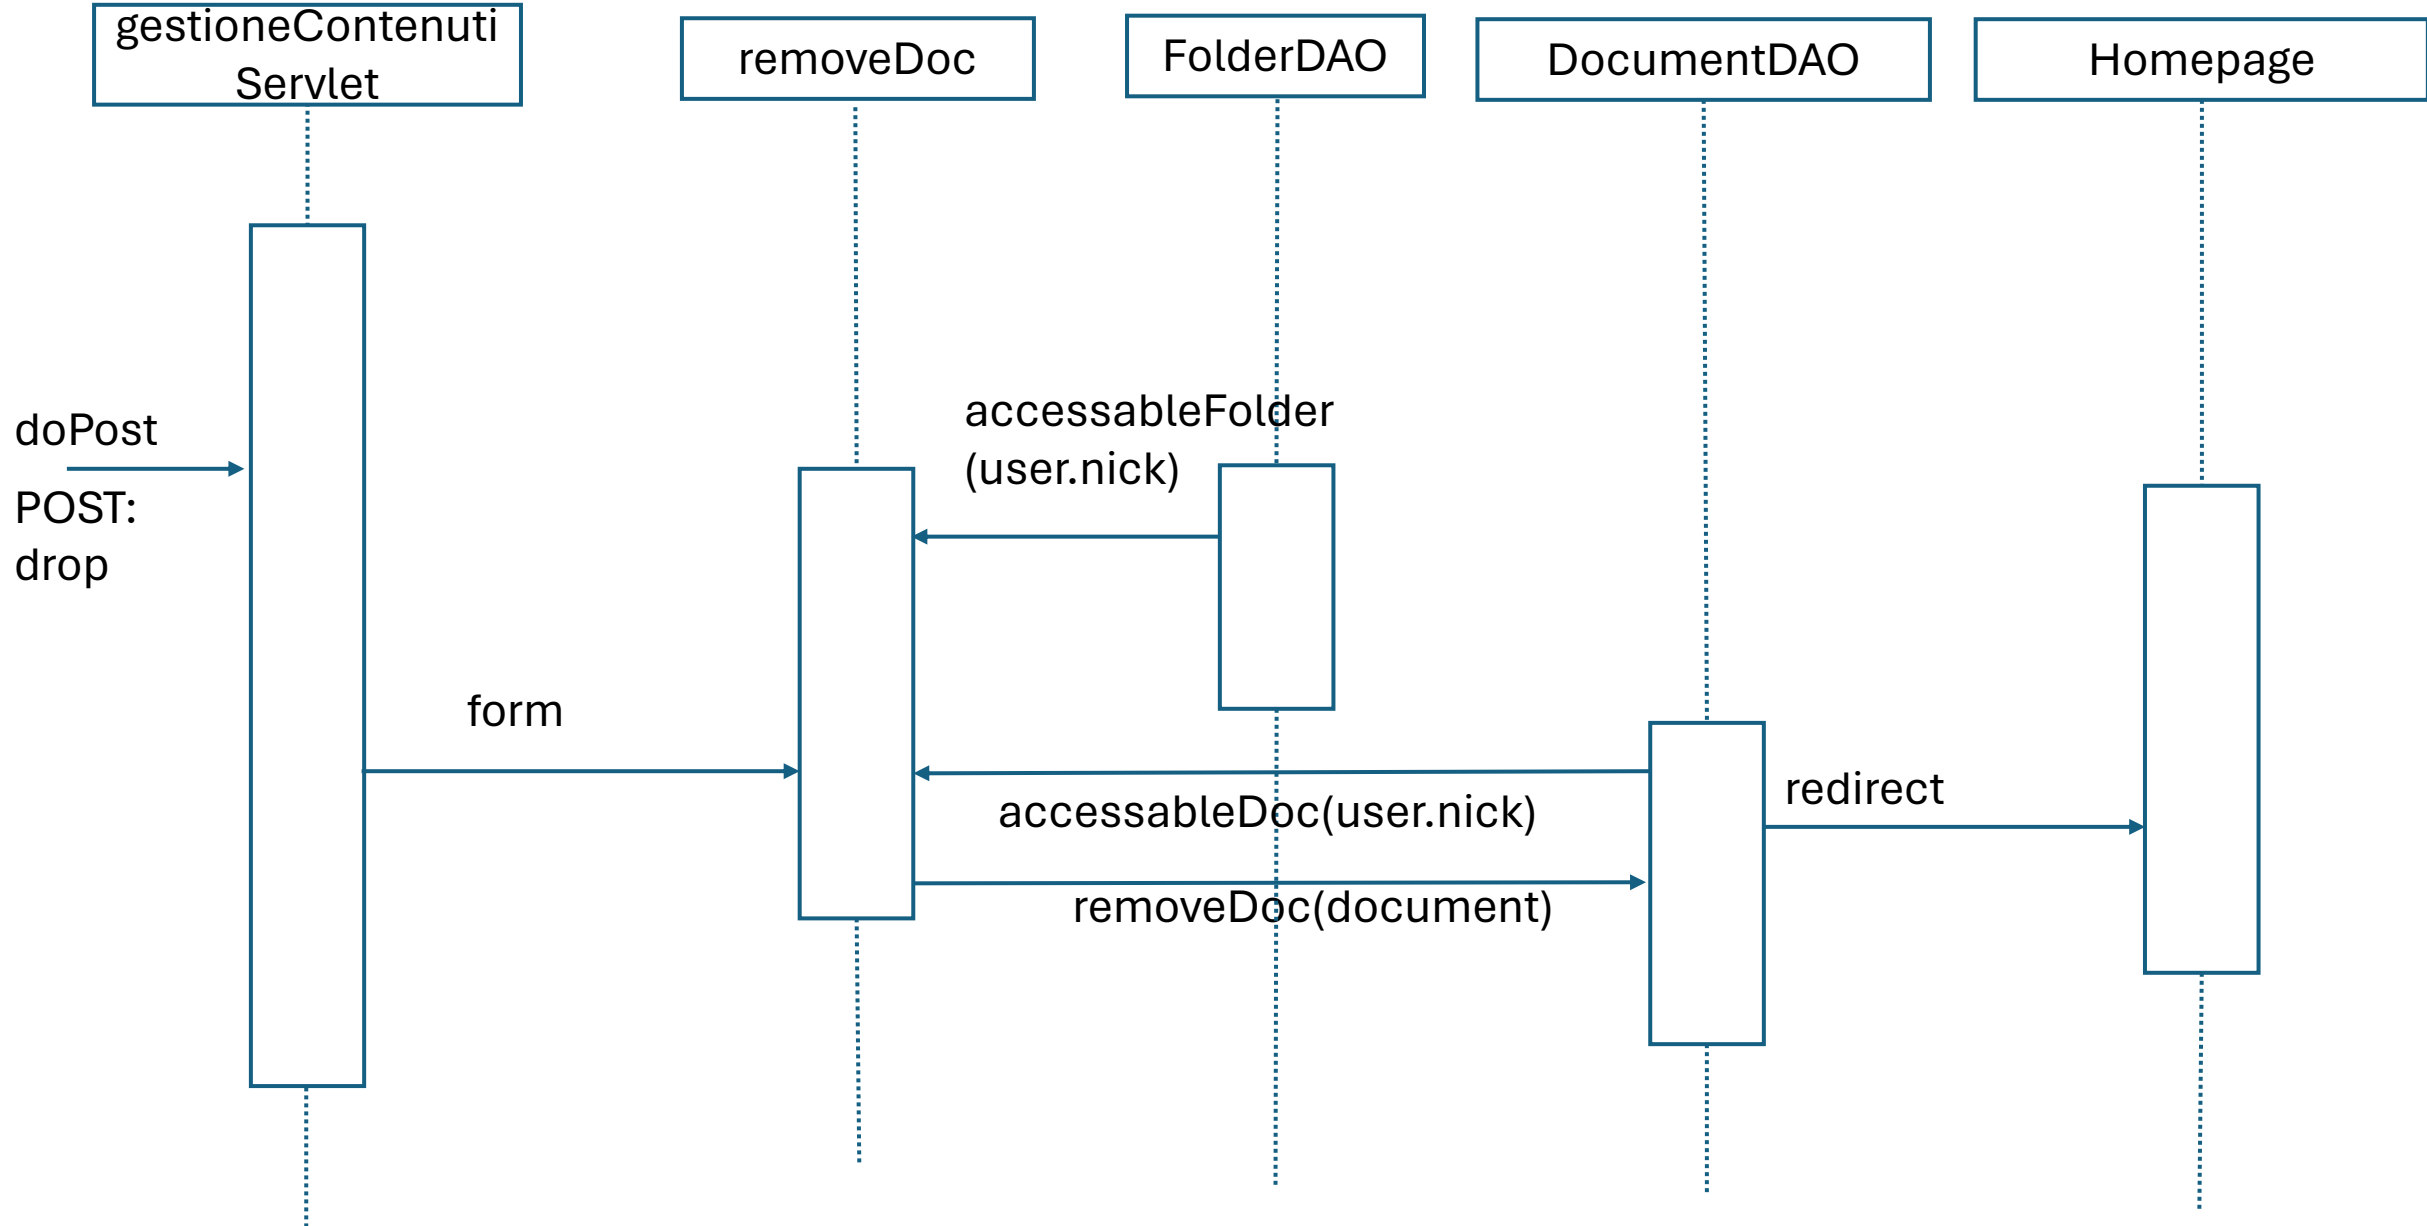 gestioneContenuti
Servlet
removeDoc
FolderDAO
DocumentDAO
Homepage
accessableFolder
(user.nick)
doPost
POST:
drop
form
redirect
accessableDoc(user.nick)
removeDoc(document)